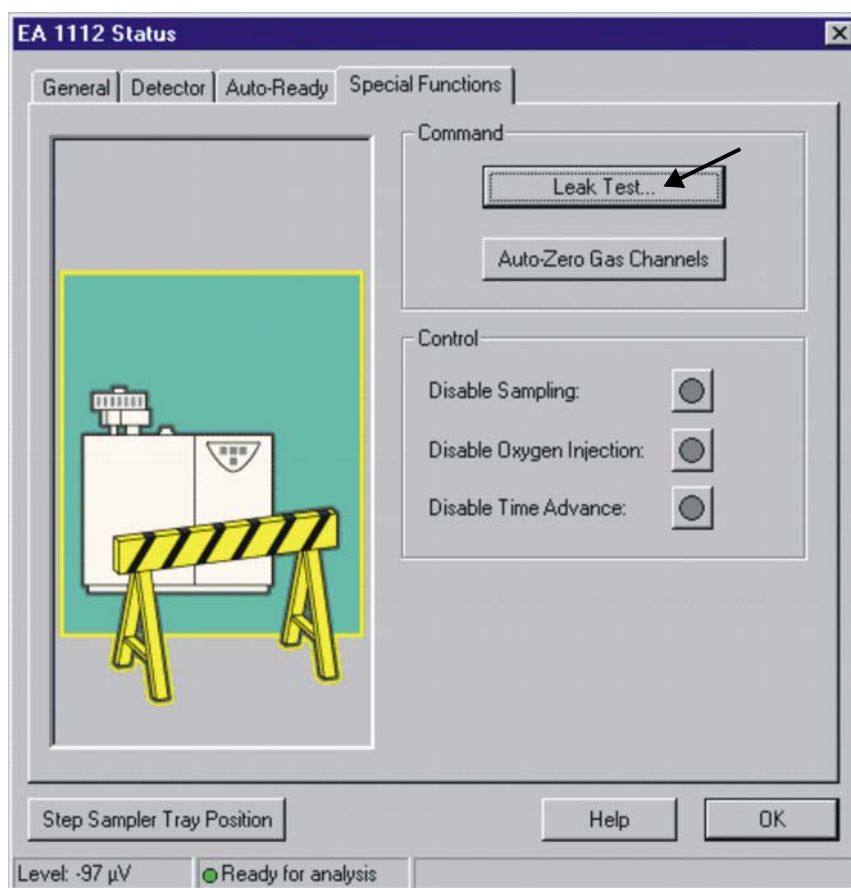 EA 1112 Status
General
Detector
Auto-Ready
Special Functions
Command
Leak Test...
Auto-Zero Gas Channels
Control
Disable Sampling:
Disable Oxygen Injection:
Disable Time Advance:
Step Sampler Tray Position
Help
OK
Level: -97 µV
Ready for analysis